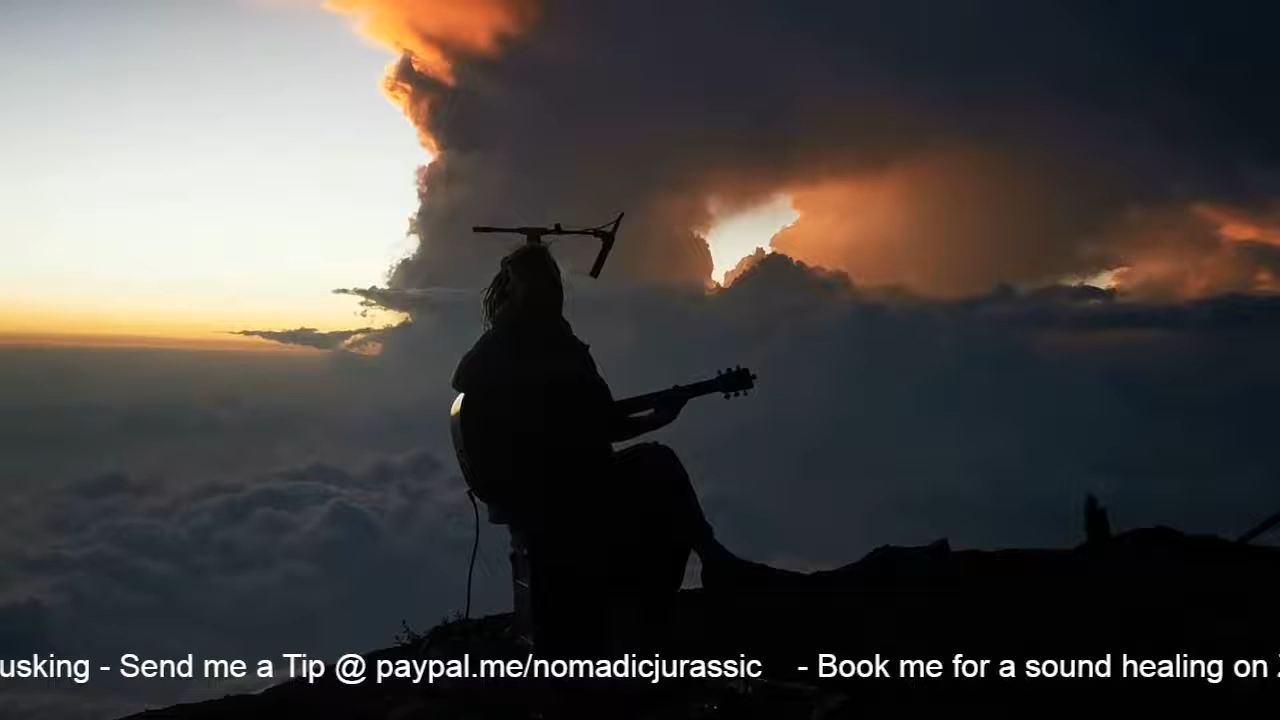 usking - Send me a Tip @ paypal.me/nomadicjurassic - Book me for a sound healing on